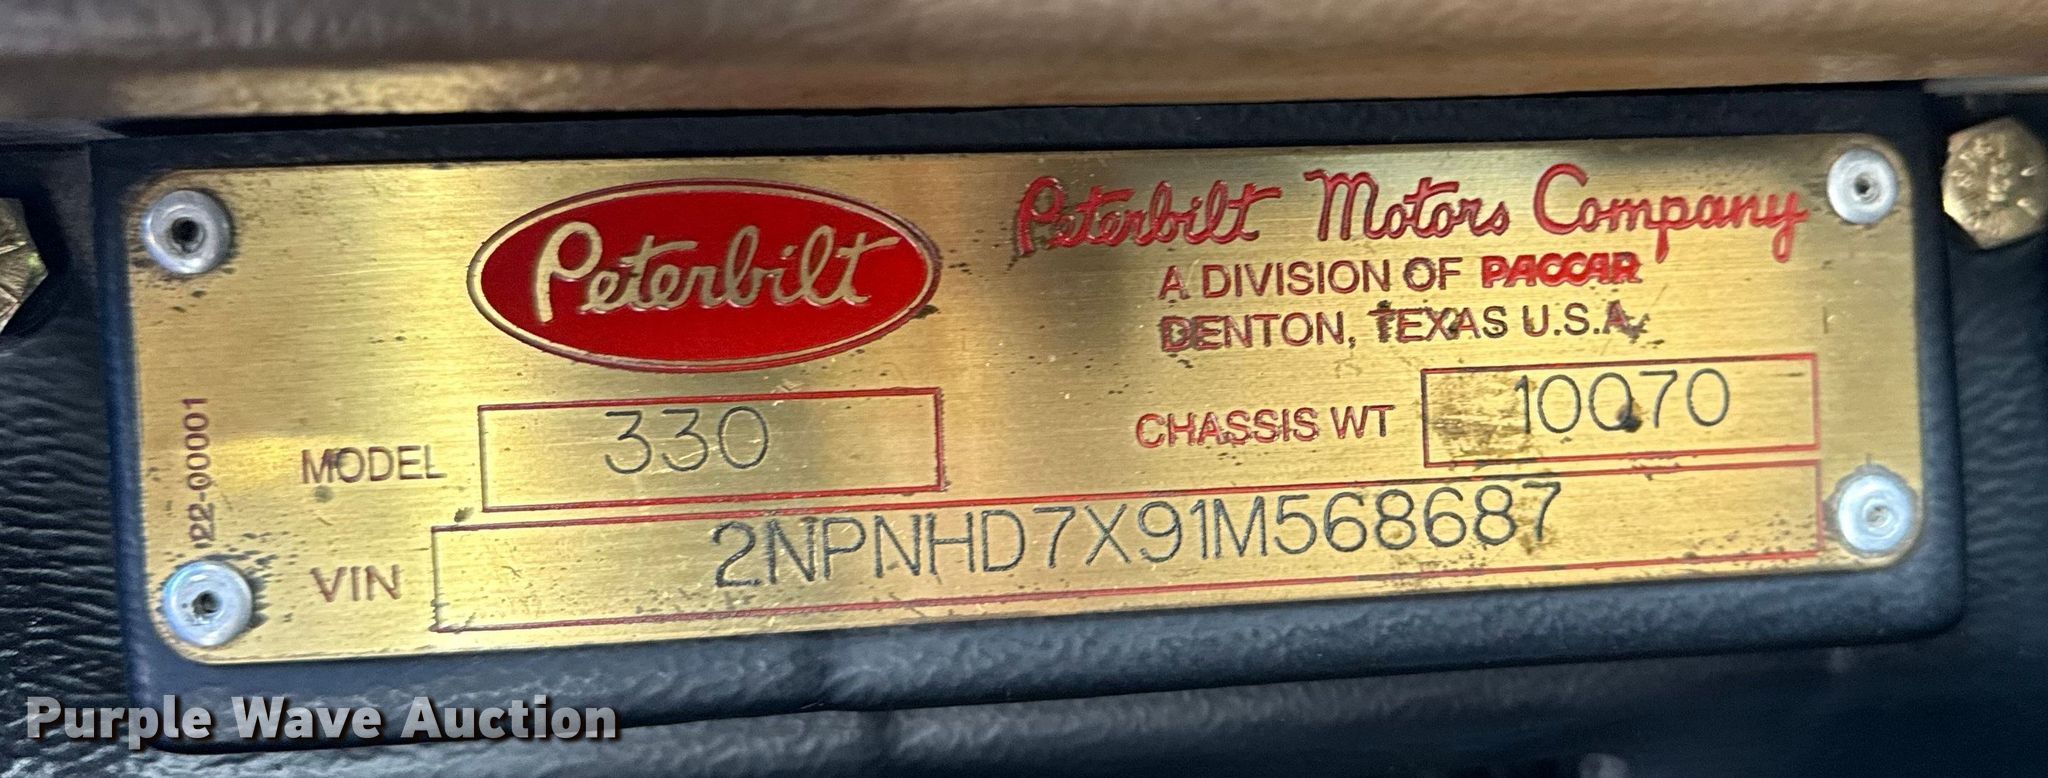 Peterbilt
Peterbilt Motors Company
A DIVISION OF PACCAR
DENTON, TEXAS U.S.A.
MODEL 330
CHASSIS WT 10070
VIN 2NPNHD7X91M568687
22-00001
Purple Wave Auction